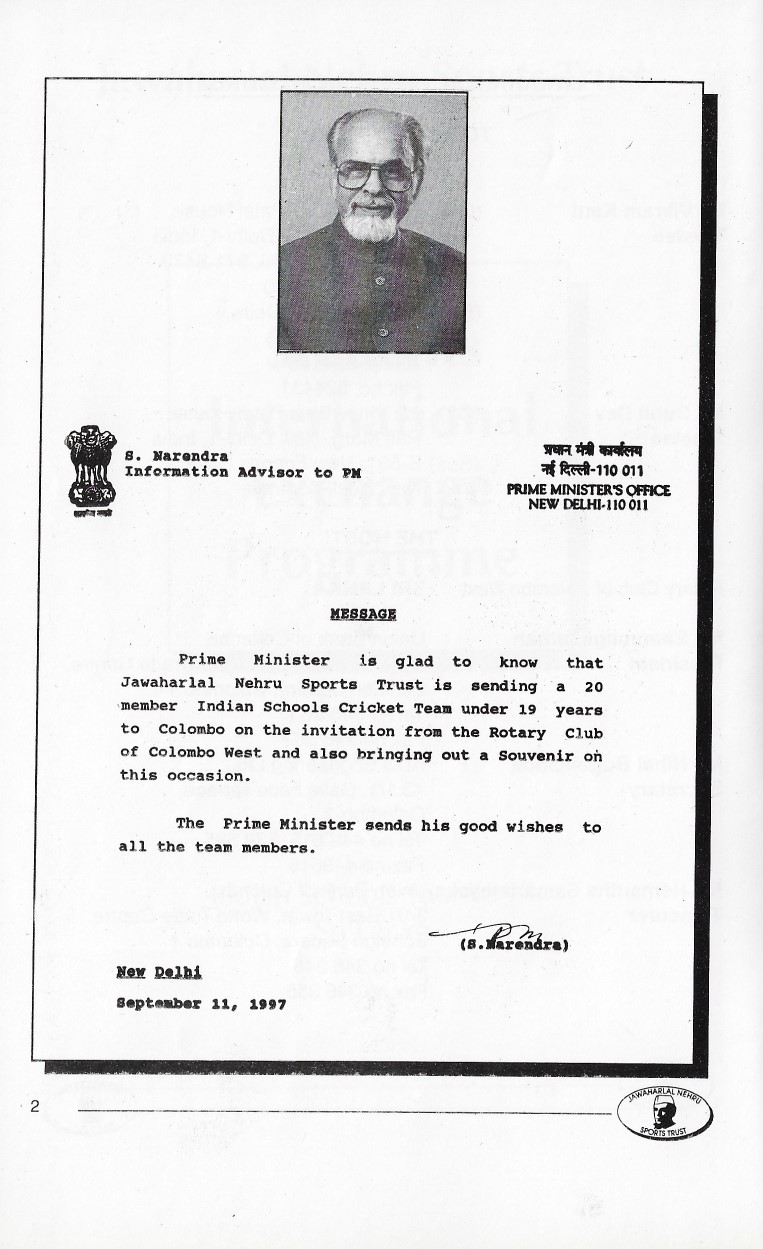 S. Narendra
Information Advisor to PM
प्रधान मंत्री कार्यालय
नई दिल्ली-110 011
PRIME MINISTER'S OFFICE
NEW DELHI-110 011
MESSAGE
Prime Minister is glad to know that
Jawaharlal Nehru Sports Trust is sending a 20
member Indian Schools Cricket Team under 19 years
to Colombo on the invitation from the Rotary Club
of Colombo West and also bringing out a Souvenir on
this occasion.
The Prime Minister sends his good wishes to
all the team members.
(S.Narendra)
New Delhi
September 11, 1997
2
JAWAHARLAL NEHRU
SPORTS TRUST